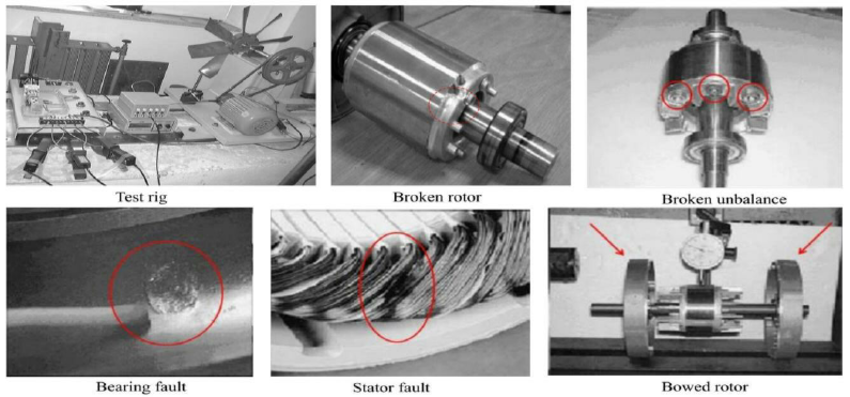 Test rig
Broken rotor
Broken unbalance
Bearing fault
Stator fault
Bowed rotor